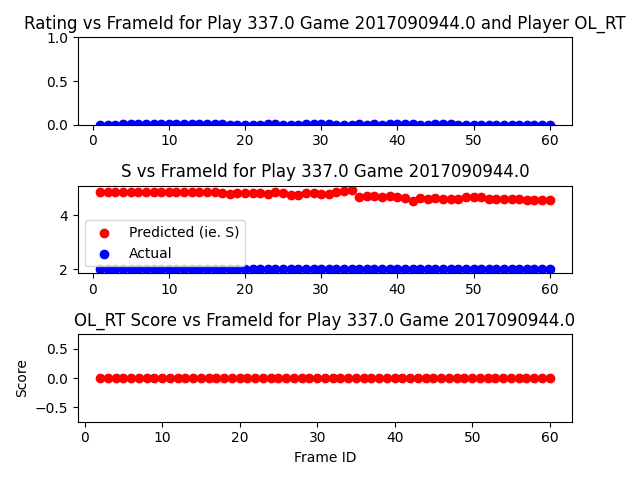 Rating vs FrameId for Play 337.0 Game 2017090944.0 and Player OL_RT
1.0
0.5
0.0
0 10 20 30 40 50 60
S vs FrameId for Play 337.0 Game 2017090944.0
4
Predicted (ie. S)
Actual
2
0 10 20 30 40 50 60
OL_RT Score vs FrameId for Play 337.0 Game 2017090944.0
0.5
0.0
−0.5
Score
0 10 20 30 40 50 60
Frame ID